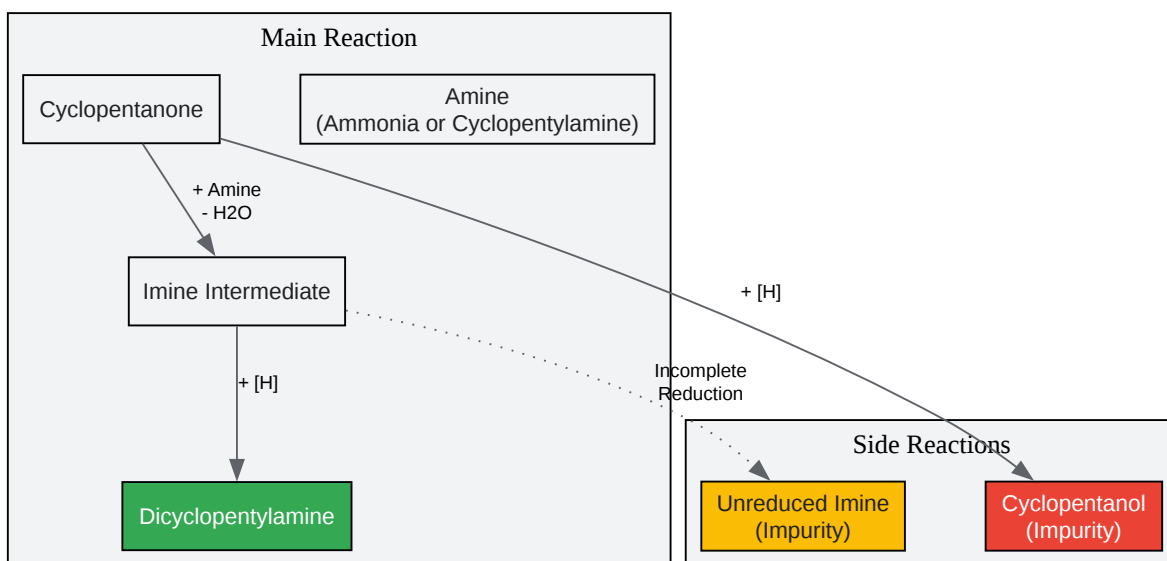 Main Reaction
Cyclopentanone
Amine
(Ammonia or Cyclopentylamine)
+ Amine
- H2O
Imine Intermediate
+ [H]
+ [H]
Incomplete
Reduction
Side Reactions
Dicyclopentylamine
Unreduced Imine
(Impurity)
Cyclopentanol
(Impurity)